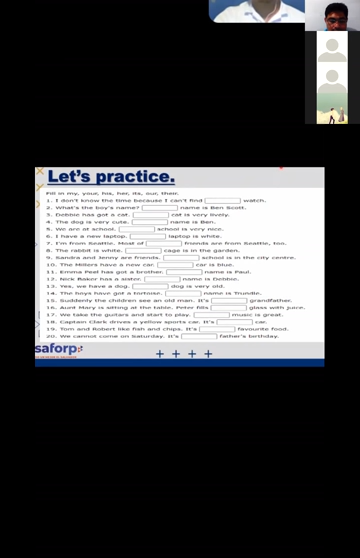 Let's practice.
Fill in my, your, his, her, its, our, their.
1. I don't know the time because I can't find watch.
2. What's the boy's name? name is Ben Scott.
3. Debbie has got a cat. cat is very lively.
4. The dog is very cute. name is Ben.
5. We are at school. school is very nice.
6. I have a new laptop. laptop is white.
7. I'm from Seattle. Most of friends are from Seattle, too.
8. The rabbit is white. cage is in the garden.
9. Sandra and Jenny are friends. school is in the city centre.
10. The Millers have a new car. car is blue.
11. Emma Peel has got a brother. name is Paul.
12. Nick Baker has a sister. name is Debbie.
13. Yes, we have a dog. dog is very old.
14. The boys have got a tortoise. name is Trundle.
15. Suddenly the children see an old man. It's grandfather.
16. Aunt Mary is sitting at the table. Peter fills glass with juice.
17. We take the guitars and start to play. music is great.
18. Captain Clark drives a yellow sports car. It's car.
19. Tom and Robert like fish and chips. It's favourite food.
20. We cannot come on Saturday. It's father's birthday.
saforp